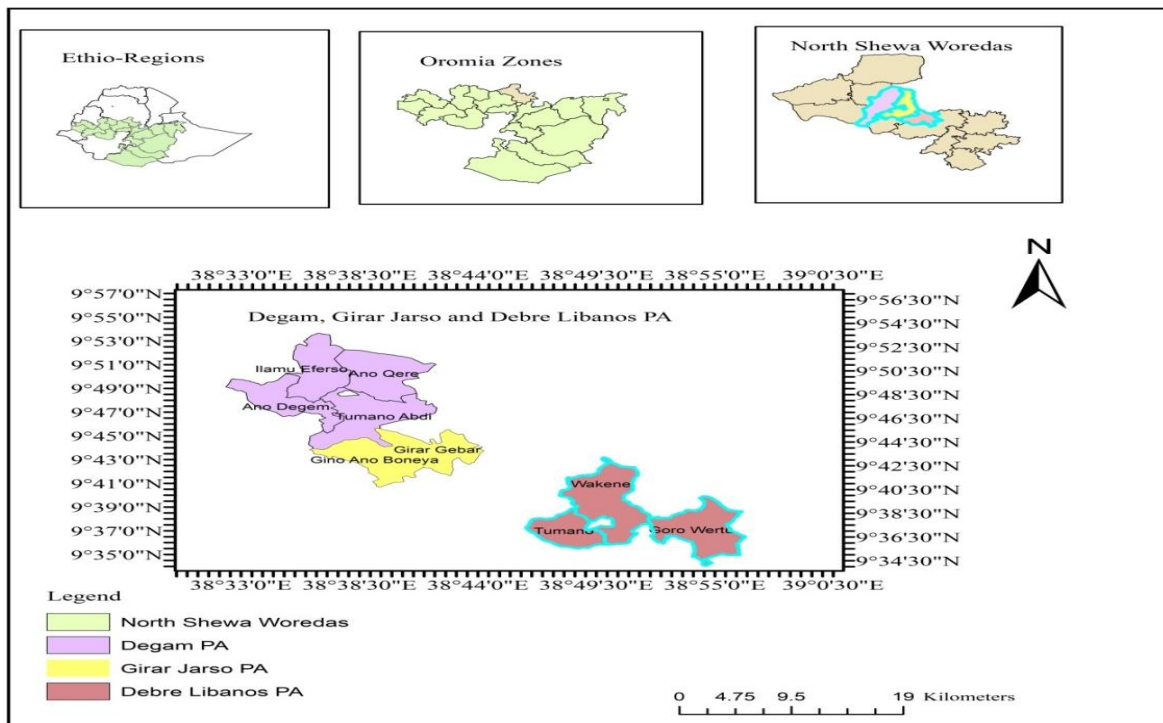 Ethio-Regions
Oromia Zones
North Shewa Woredas
N
38°33'0"E 38°38'30"E 38°44'0"E 38°49'30"E 38°55'0"E 39°0'30"E
9°57'0"N
9°55'0"N
9°53'0"N
9°51'0"N
9°49'0"N
9°47'0"N
9°45'0"N
9°43'0"N
9°41'0"N
9°39'0"N
9°37'0"N
9°35'0"N
Degam, Girar Jarso and Debre Libanos PA
Ilamu Eferso
Ano Qere
Ano Degem
Tumano Abdi
Girar Gebar
Gino Ano Boneya
Wakene
Tumano
Goro Wertu
9°56'30"N
9°54'30"N
9°52'30"N
9°50'30"N
9°48'30"N
9°46'30"N
9°44'30"N
9°42'30"N
9°40'30"N
9°38'30"N
9°36'30"N
9°34'30"N
38°33'0"E 38°38'30"E 38°44'0"E 38°49'30"E 38°55'0"E 39°0'30"E
Legend
North Shewa Woredas
Degam PA
Girar Jarso PA
Debre Libanos PA
0 4.75 9.5 19 Kilometers